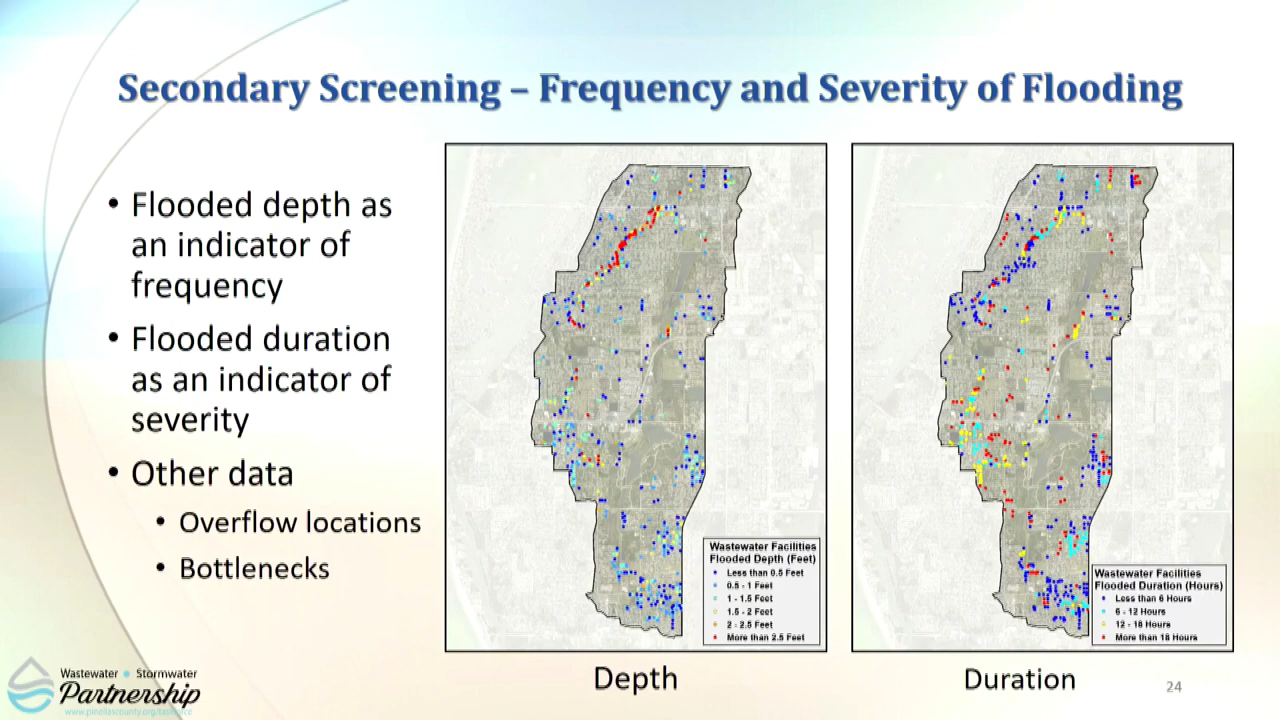 Secondary Screening – Frequency and Severity of Flooding
• Flooded depth as
an indicator of
frequency
• Flooded duration
as an indicator of
severity
• Other data
• Overflow locations
• Bottlenecks
Wastewater Facilities
Flooded Depth (Feet)
Less than 0.5 Feet
0.5 - 1 Feet
1 - 1.5 Feet
1.5 - 2 Feet
2 - 2.5 Feet
More than 2.5 Feet
Depth
Wastewater Facilities
Flooded Duration (Hours)
Less than 6 Hours
6 - 12 Hours
12 - 18 Hours
More than 18 Hours
Duration
Wastewater Stormwater
Partnership
24